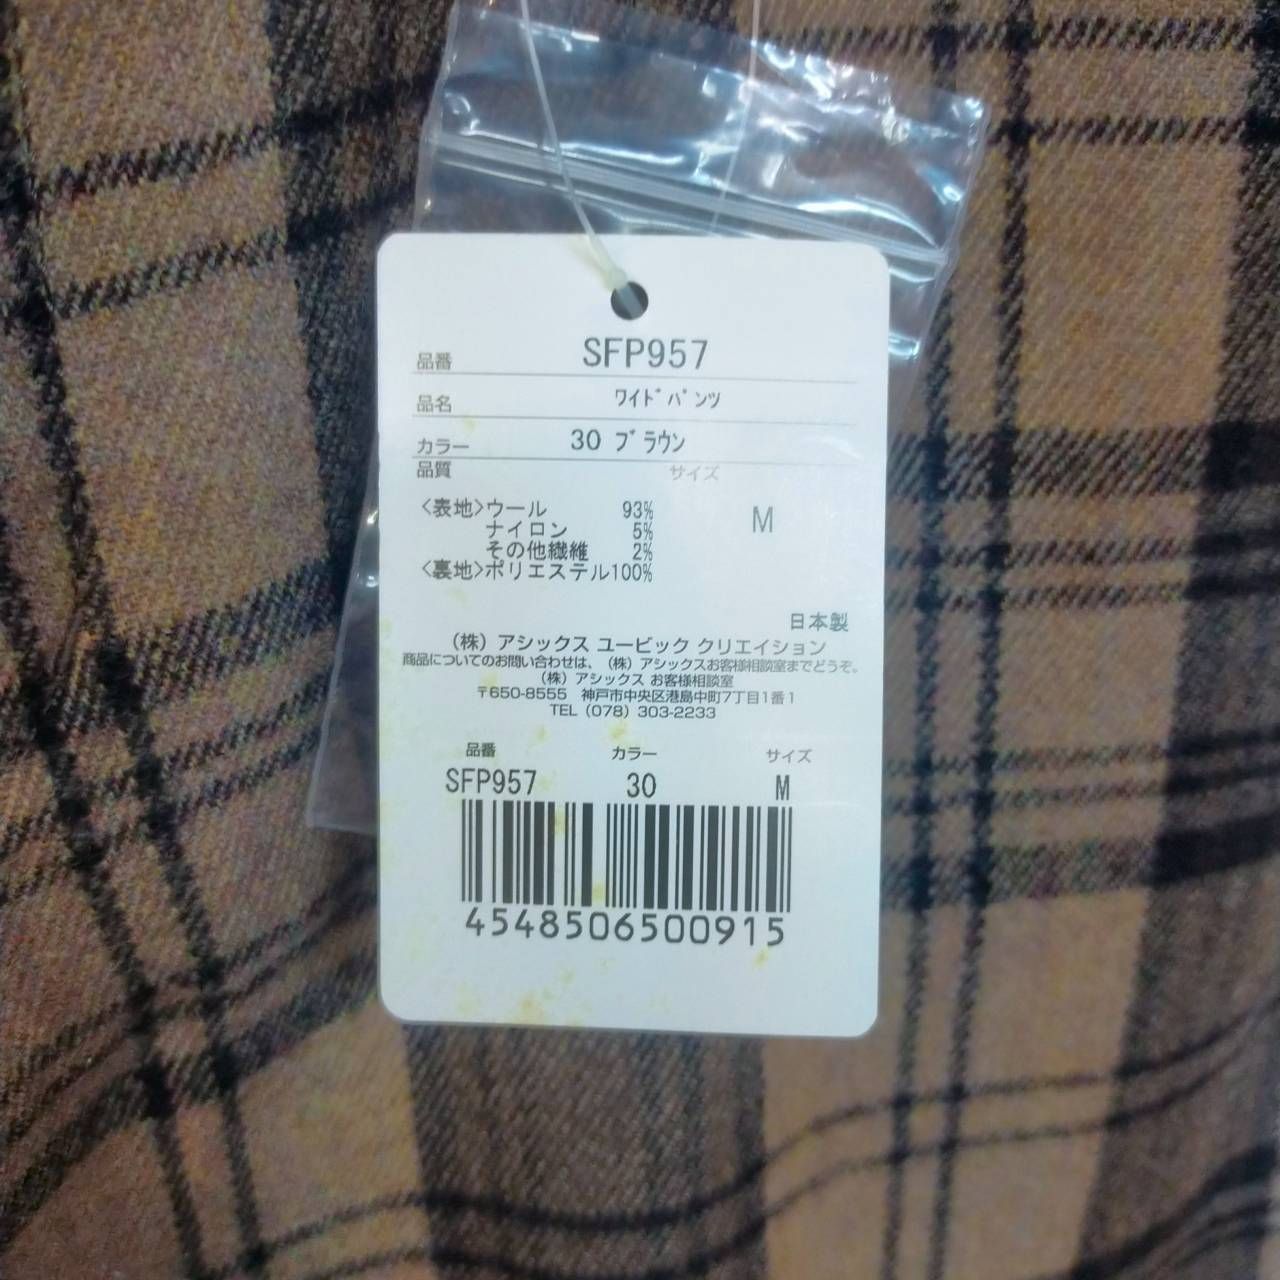 品番 SFP957
品名 ﾜｲﾄﾞﾊﾟﾝﾂ
カラー 30 ﾌﾞﾗｳﾝ
品質 サイズ
〈表地〉ウール 93%
ナイロン 5% M
その他繊維 2%
〈裏地〉ポリエステル100%
日本製
（株）アシックス ユービック クリエイション
商品についてのお問い合わせは、（株）アシックスお客様相談室までどうぞ。
（株）アシックス お客様相談室
〒650-8555 神戸市中央区港島中町7丁目1番1
TEL（078）303-2233
品番 カラー サイズ
SFP957 30 M
4548506500915